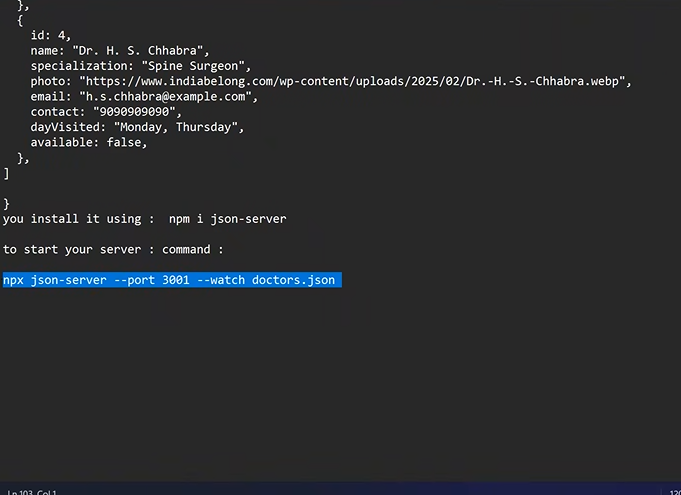 },
{
id: 4,
name: "Dr. H. S. Chhabra",
specialization: "Spine Surgeon",
photo: "https://www.indiabelong.com/wp-content/uploads/2025/02/Dr.-H.-S.-Chhabra.webp",
email: "h.s.chhabra@example.com",
contact: "9090909090",
dayVisited: "Monday, Thursday",
available: false,
},
]
}
you install it using :  npm i json-server
to start your server : command :
npx json-server --port 3001 --watch doctors.json
Ln 103, Col 1